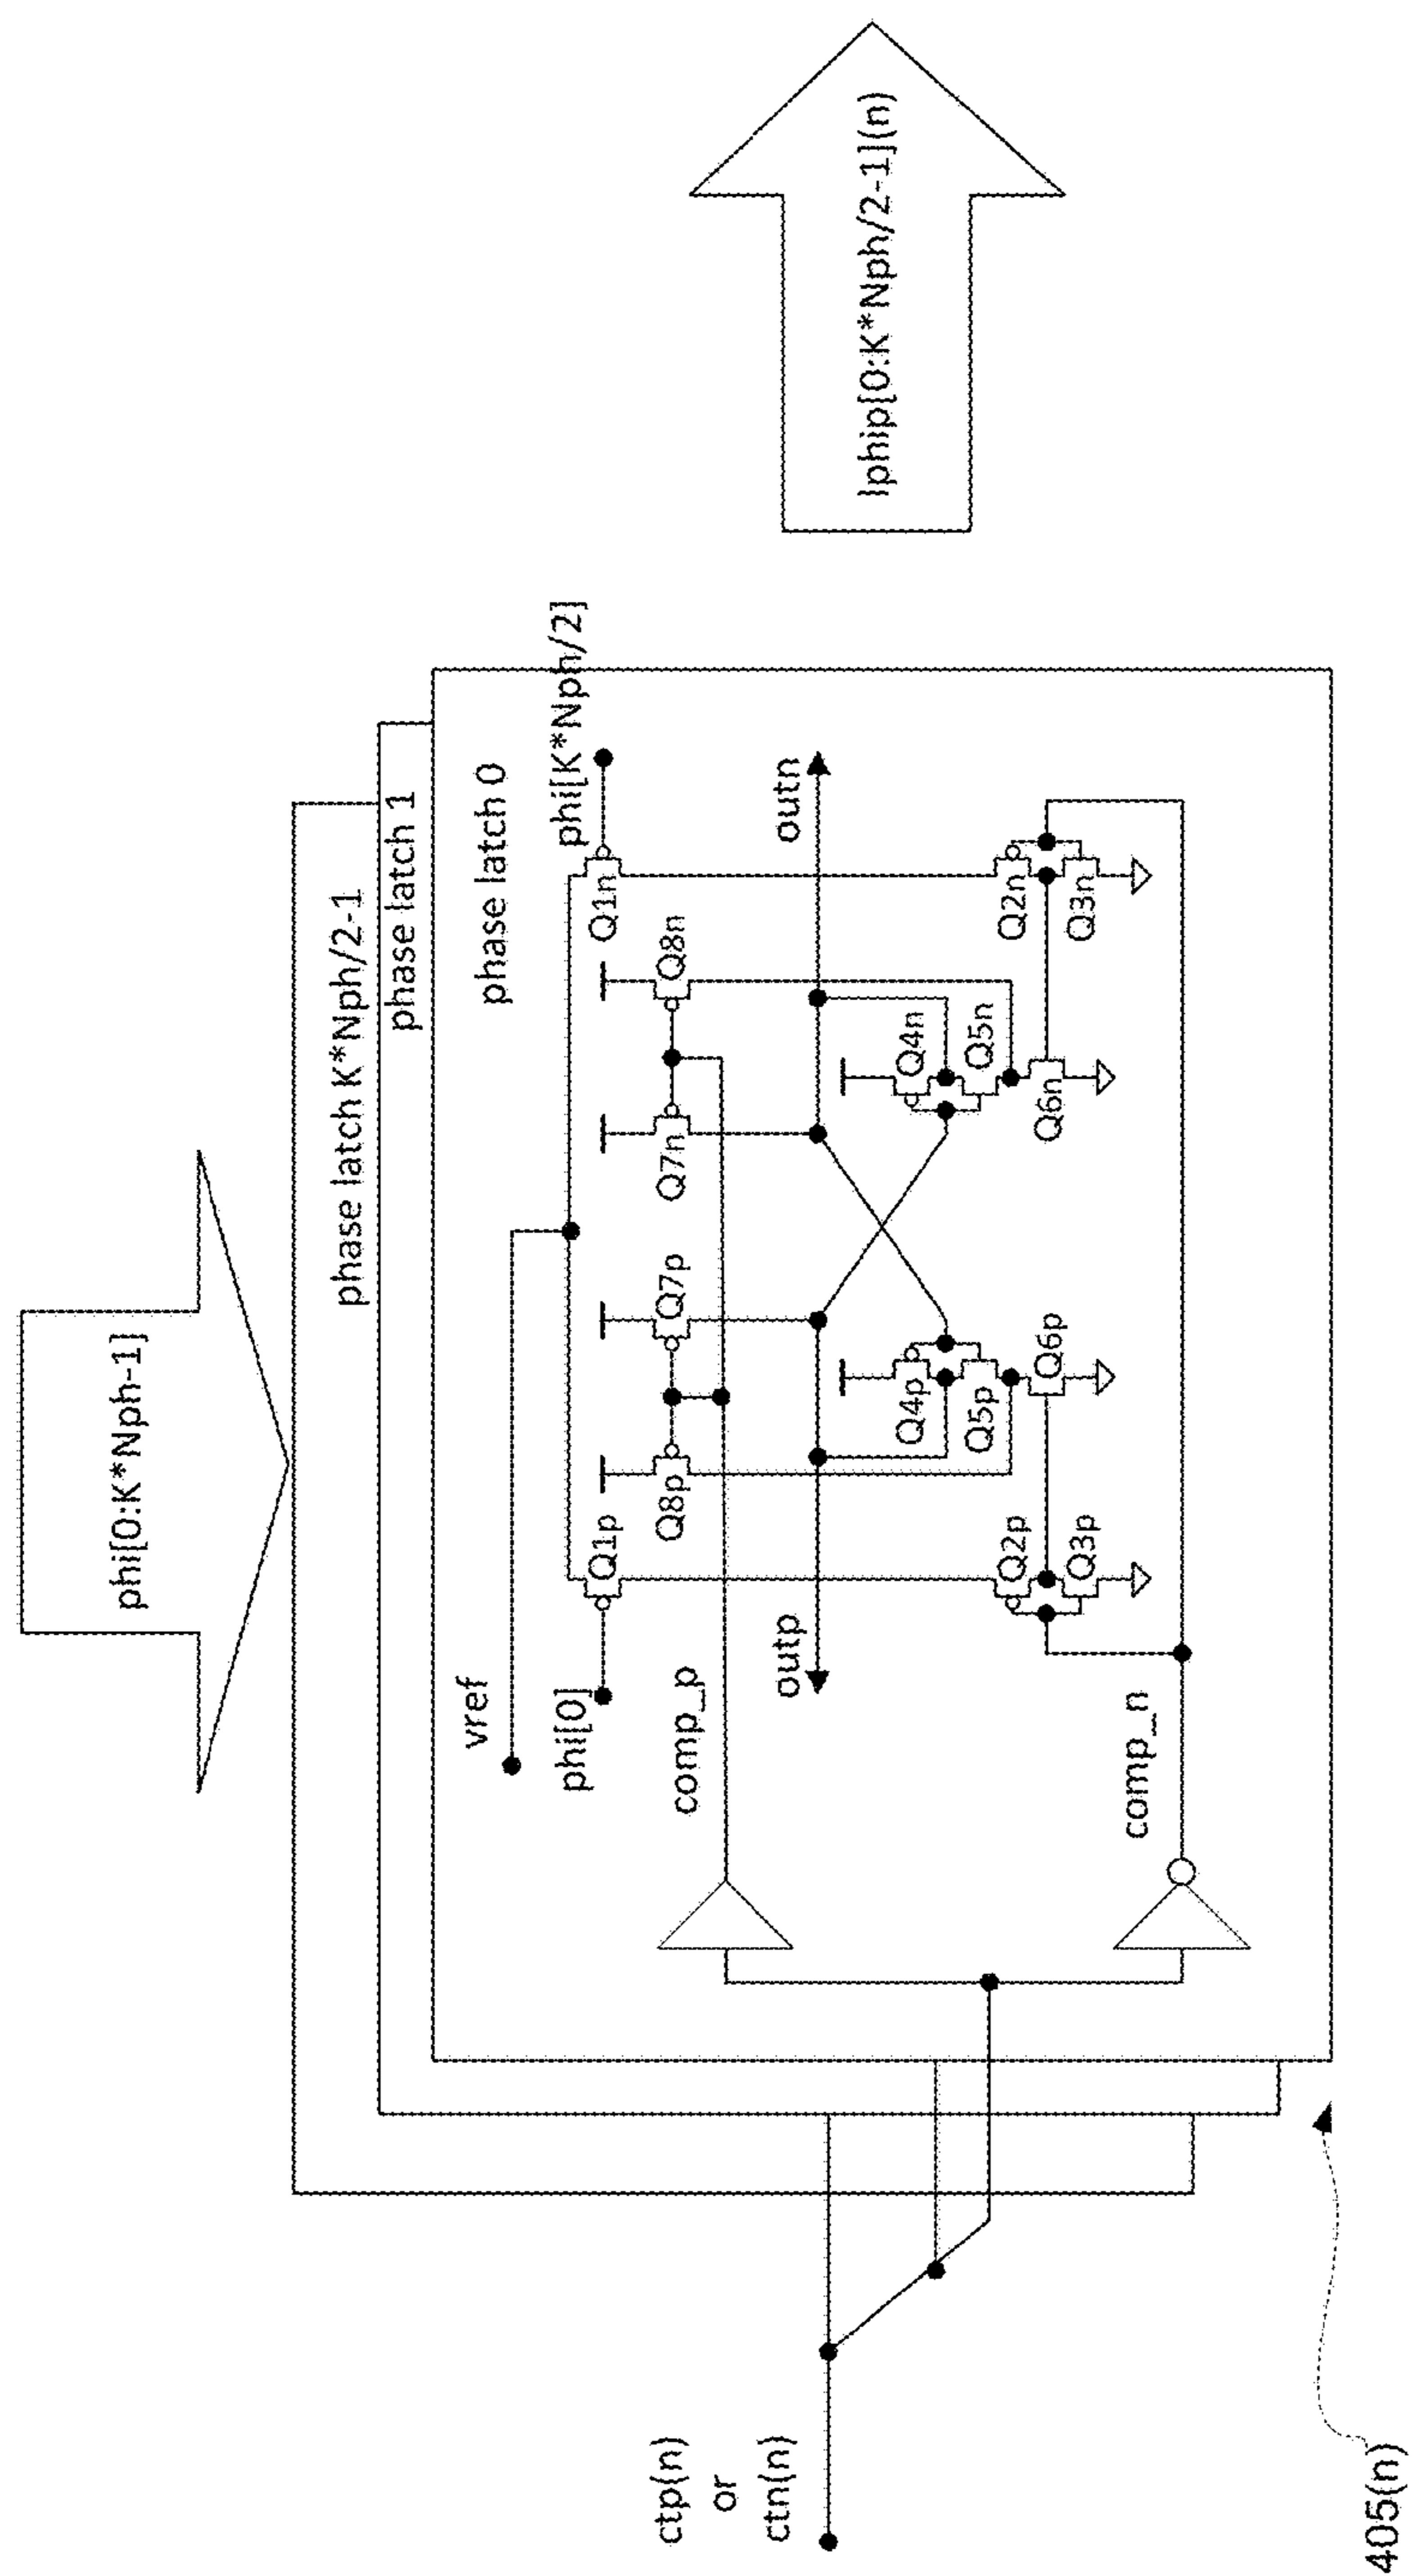 phi[0:K*Nph-1]
phase latch K*Nph/2-1
phase latch 1
phase latch 0
vref
phi[0]
Q1p
Q1n
phi[K*Nph/2]
comp_p
Q8p
Q7p
Q7n
Q8n
outp
outn
Q4p
Q5p
Q6p
Q4n
Q5n
Q6n
Q2p
Q3p
Q2n
Q3n
comp_n
ctp(n)
or
ctn(n)
lphip[0:K*Nph/2-1](n)
405(n)